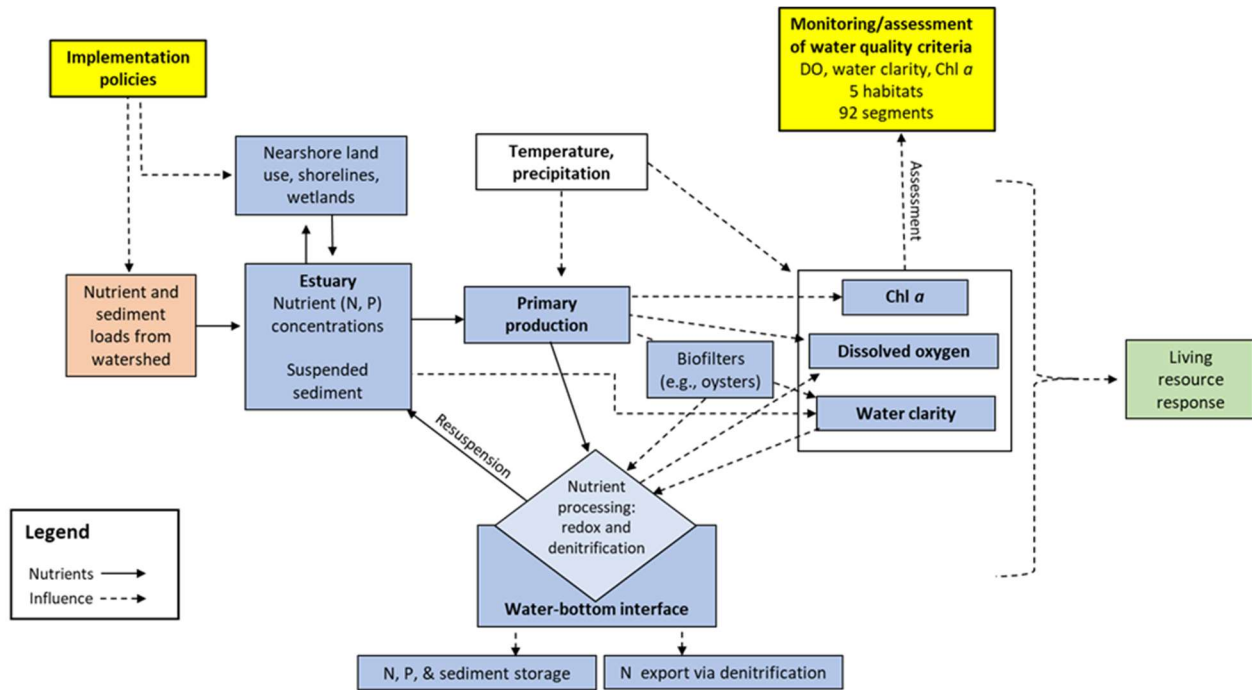 Implementation
policies
Monitoring/assessment
of water quality criteria
DO, water clarity, Chl a
5 habitats
92 segments
Nearshore land
use, shorelines,
wetlands
Temperature,
precipitation
Assessment
Nutrient and
sediment
loads from
watershed
Estuary
Nutrient (N, P)
concentrations
Suspended
sediment
Primary
production
Biofilters
(e.g., oysters)
Chl a
Dissolved oxygen
Water clarity
Living
resource
response
Resuspension
Nutrient
processing:
redox and
denitrification
Water-bottom interface
N, P, & sediment storage
N export via denitrification
Legend
Nutrients
Influence